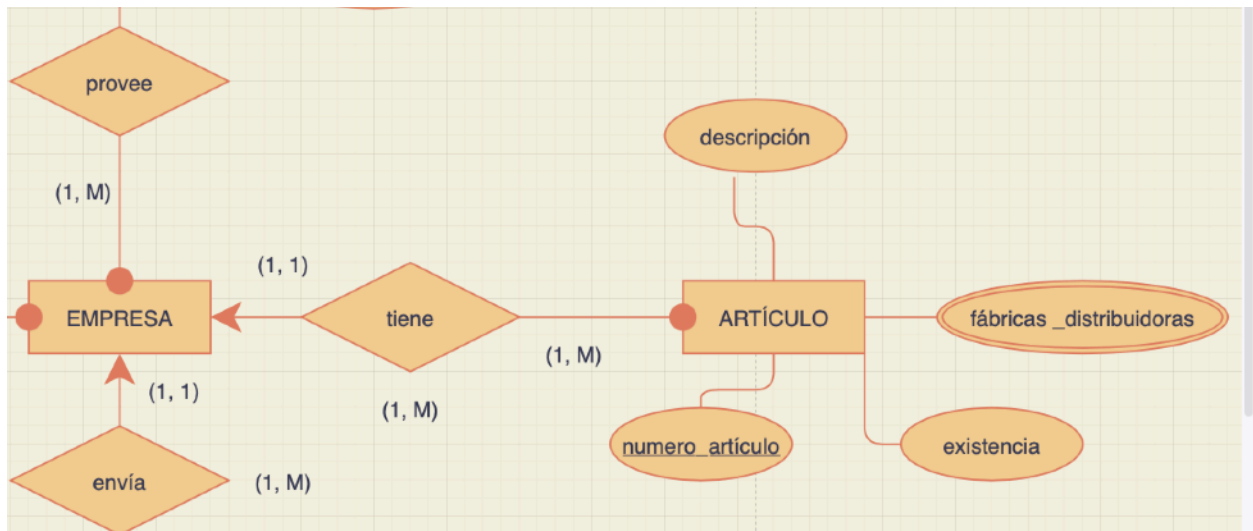 provee
descripción
(1, M)
(1, 1)
EMPRESA
tiene
ARTÍCULO
fábricas _distribuidoras
(1, M)
(1, 1)
(1, M)
numero_artículo
existencia
envía
(1, M)